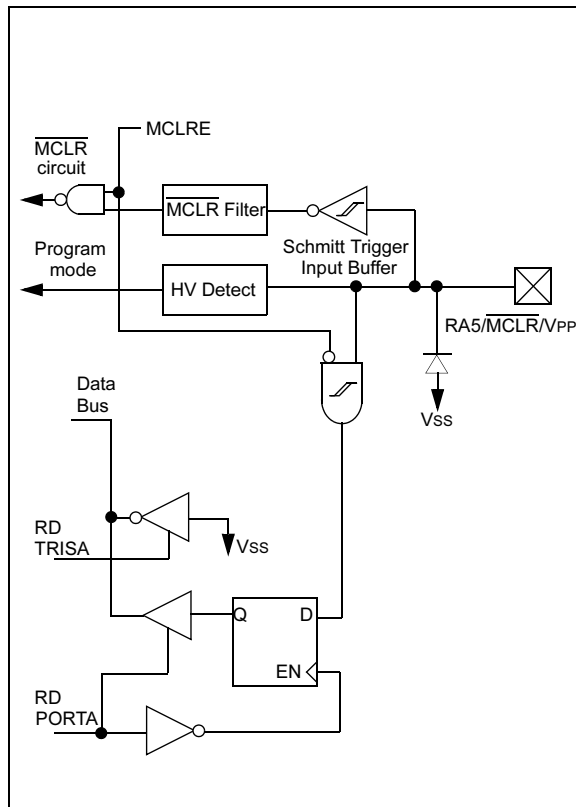 MCLRE
MCLR
circuit
MCLR Filter
Schmitt Trigger
Input Buffer
Program
mode
HV Detect
RA5/MCLR/VPP
VSS
Data
Bus
RD
TRISA
VSS
Q
D
EN
RD
PORTA